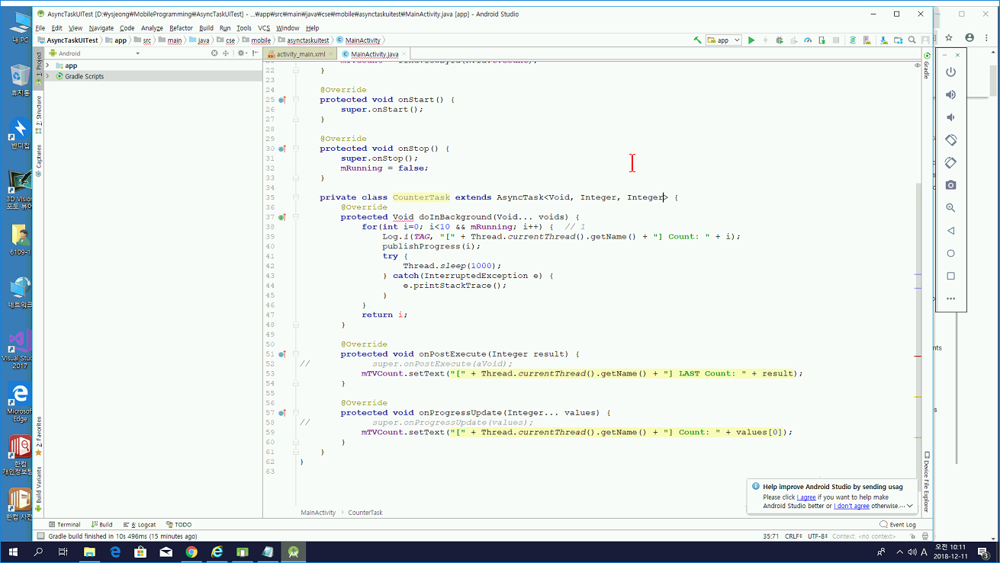 AsyncTaskUITest [D:₩ysjeong₩MobileProgramming₩AsyncTaskUITest] - ...₩app₩src₩main₩java₩cse₩mobile₩asynctaskuitest₩MainActivity.java [app] - Android Studio
File Edit View Navigate Code Analyze Refactor Build Run Tools VCS Window Help
AsyncTaskUITest app src main java cse mobile asynctaskuitest MainActivity
app
Android
activity_main.xml
MainActivity.java
app
Gradle Scripts
1: Project
7: Structure
Captures
2: Favorites
Build Variants
Gradle
Device File Explorer
22 }
23
24 @Override
25 protected void onStart() {
26 super.onStart();
27 }
28
29 @Override
30 protected void onStop() {
31 super.onStop();
32 mRunning = false;
33 }
34
35 private class CounterTask extends AsyncTask<Void, Integer, Integer> {
36 @Override
37 protected Void doInBackground(Void... voids) {
38 for(int i=0; i<10 && mRunning; i++) { // 1
39 Log.i(TAG, "[" + Thread.currentThread().getName() + "] Count: " + i);
40 publishProgress(i);
41 try {
42 Thread.sleep(1000);
43 } catch(InterruptedException e) {
44 e.printStackTrace();
45 }
46 }
47 return i;
48 }
49
50 @Override
51 protected void onPostExecute(Integer result) {
52 // super.onPostExecute(aVoid);
53 mTVCount.setText("[" + Thread.currentThread().getName() + "] LAST Count: " + result);
54 }
55
56 @Override
57 protected void onProgressUpdate(Integer... values) {
58 // super.onProgressUpdate(values);
59 mTVCount.setText("[" + Thread.currentThread().getName() + "] Count: " + values[0]);
60 }
61 }
62 }
63
MainActivity CounterTask
Help improve Android Studio by sending usag
Please click I agree if you want to help make
Android Studio better or I don't agree otherwise....
Terminal Build 6: Logcat TODO
Event Log
Gradle build finished in 10s 496ms (15 minutes ago)
35:71 CRLF UTF-8 Context: <no context>
내 PC
휴지통
반디집
3D Vision
포토 뷰어
6109-1
네트워크
Visual Stud
2017
Microsof
Edge
한컴
개인정보탐
한컴 사전
nts
s
A
오전 10:11
2018-12-11
3